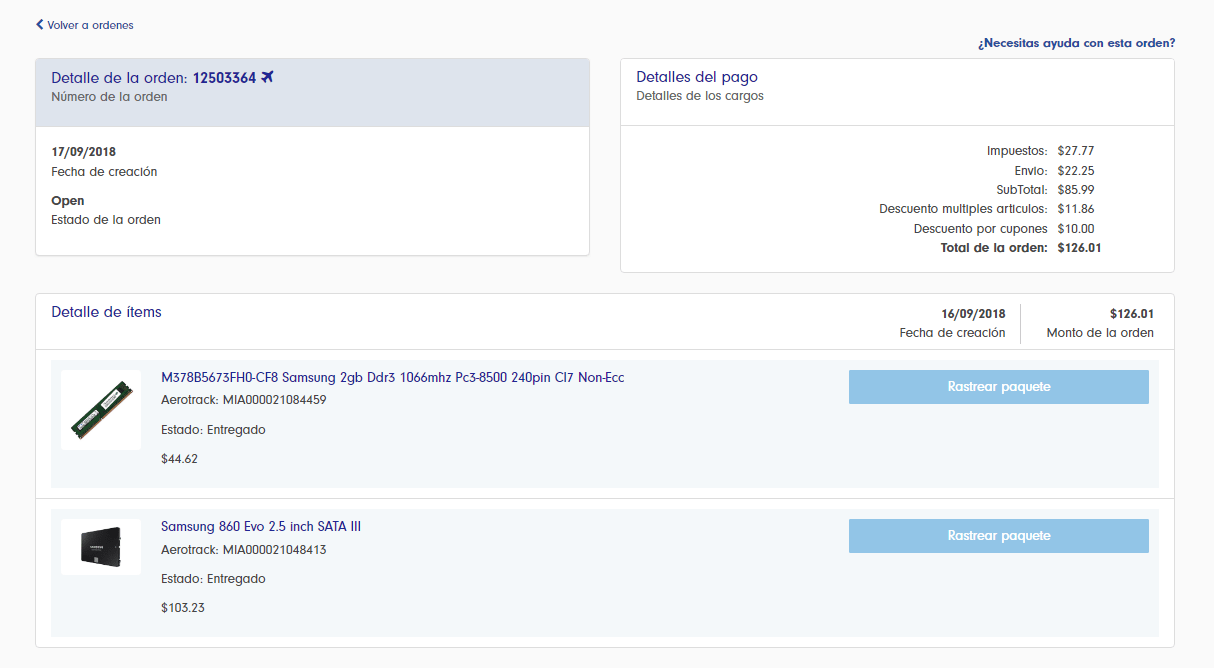 Volver a ordenes
¿Necesitas ayuda con esta orden?
Detalle de la orden: 12503364
Número de la orden
17/09/2018
Fecha de creación
Open
Estado de la orden
Detalles del pago
Detalles de los cargos
Impuestos: $27.77
Envio: $22.25
SubTotal: $85.99
Descuento multiples articulos: $11.86
Descuento por cupones $10.00
Total de la orden: $126.01
Detalle de ítems
16/09/2018
Fecha de creación
$126.01
Monto de la orden
M378B5673FH0-CF8 Samsung 2gb Ddr3 1066mhz Pc3-8500 240pin Cl7 Non-Ecc
Aerotrack: MIA000021084459
Estado: Entregado
$44.62
Rastrear paquete
Samsung 860 Evo 2.5 inch SATA III
Aerotrack: MIA000021048413
Estado: Entregado
$103.23
Rastrear paquete